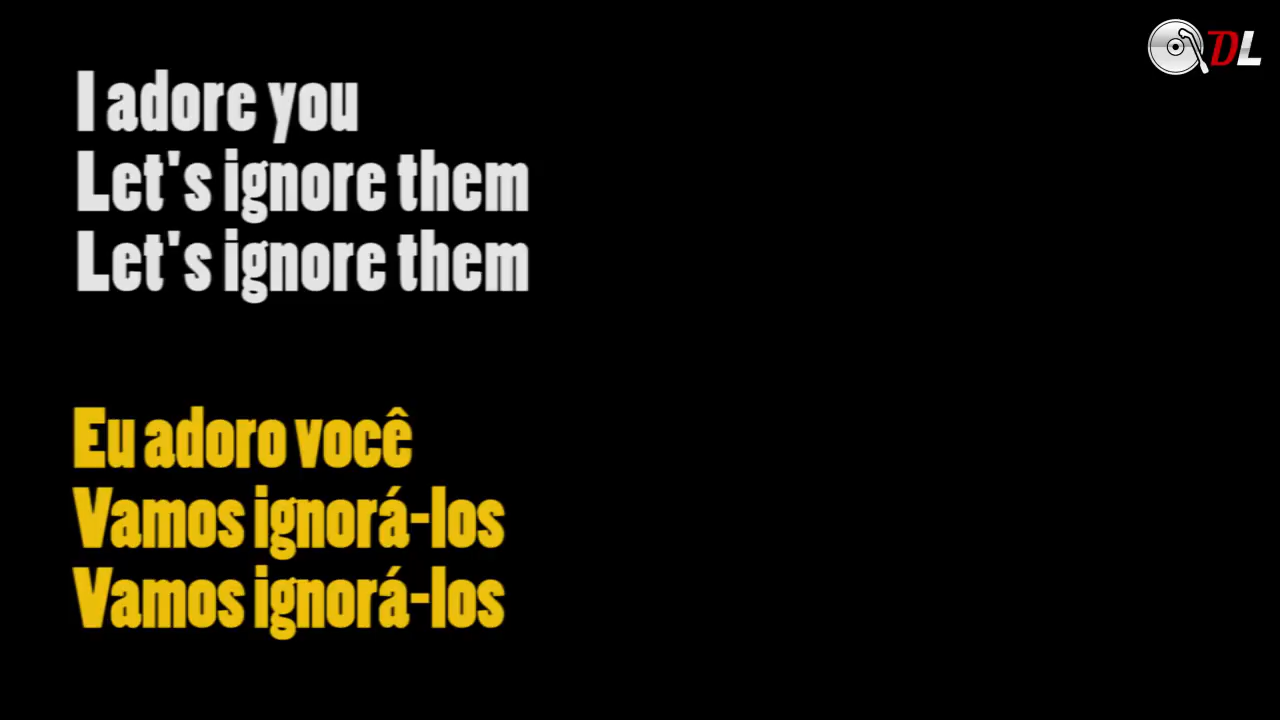 DL
I adore you
Let's ignore them
Let's ignore them
Eu adoro você
Vamos ignorá-los
Vamos ignorá-los